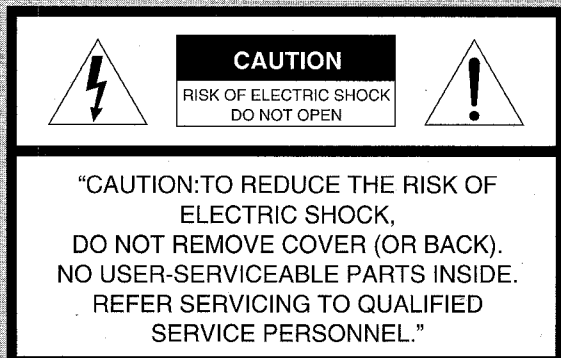 CAUTION
RISK OF ELECTRIC SHOCK
DO NOT OPEN
“CAUTION:TO REDUCE THE RISK OF
ELECTRIC SHOCK,
DO NOT REMOVE COVER (OR BACK).
NO USER-SERVICEABLE PARTS INSIDE.
REFER SERVICING TO QUALIFIED
SERVICE PERSONNEL.”